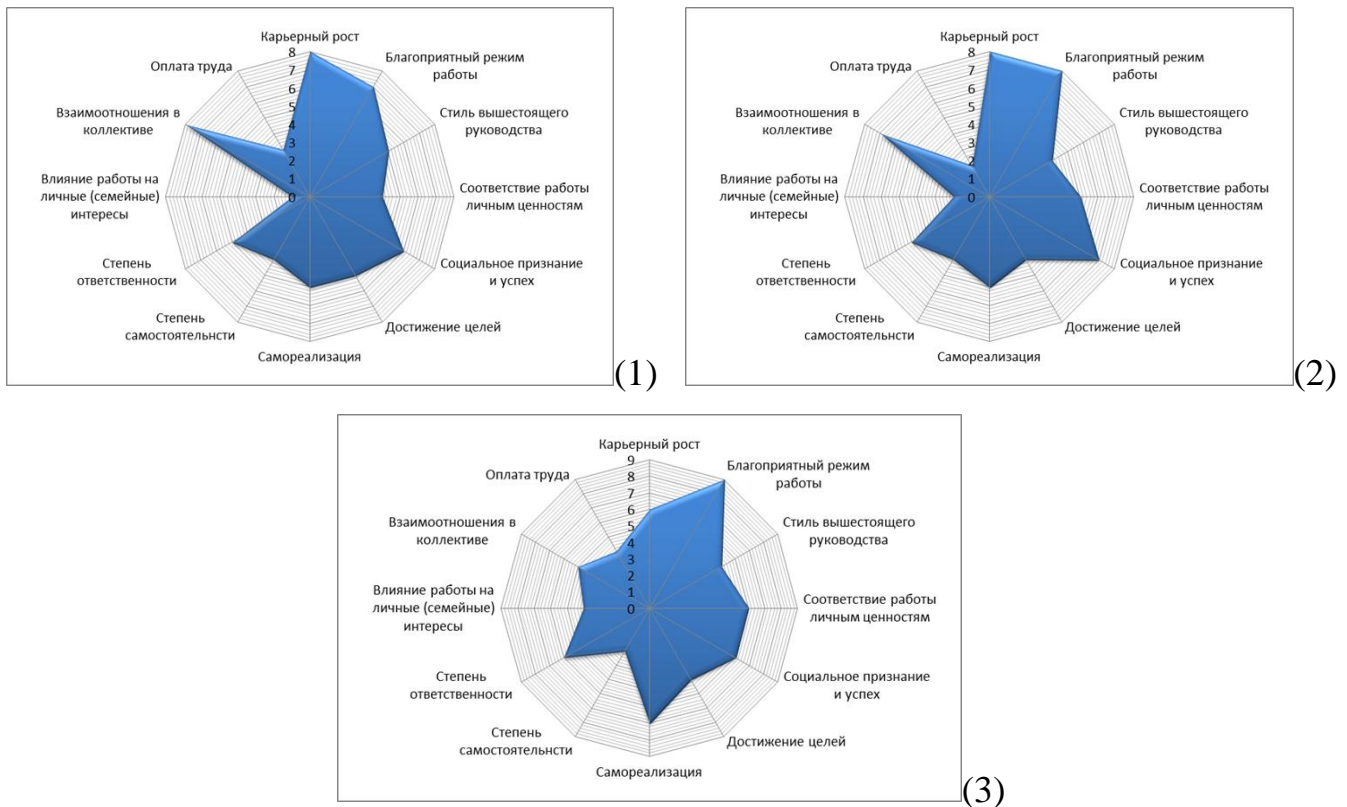 Карьерный рост
8
7
6
5
4
3
2
1
0
Благоприятный режим
работы
Стиль вышестоящего
руководства
Соответствие работы
личным ценностям
Социальное признание
и успех
Достижение целей
Самореализация
Степень
самостоятельнсти
Степень
ответственности
Влияние работы на
личные (семейные)
интересы
Взаимоотношения в
коллективе
Оплата труда
(1)
Карьерный рост
8
7
6
5
4
3
2
1
0
Благоприятный режим
работы
Стиль вышестоящего
руководства
Соответствие работы
личным ценностям
Социальное признание
и успех
Достижение целей
Самореализация
Степень
самостоятельнсти
Степень
ответственности
Влияние работы на
личные (семейные)
интересы
Взаимоотношения в
коллективе
Оплата труда
(2)
Карьерный рост
9
8
7
6
5
4
3
2
1
0
Благоприятный режим
работы
Стиль вышестоящего
руководства
Соответствие работы
личным ценностям
Социальное признание
и успех
Достижение целей
Самореализация
Степень
самостоятельнсти
Степень
ответственности
Влияние работы на
личные (семейные)
интересы
Взаимоотношения в
коллективе
Оплата труда
(3)